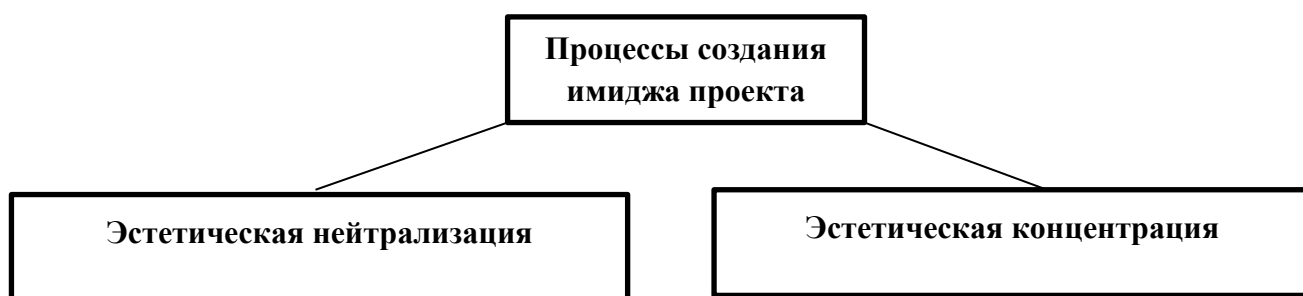 Процессы создания
имиджа проекта
Эстетическая нейтрализация
Эстетическая концентрация